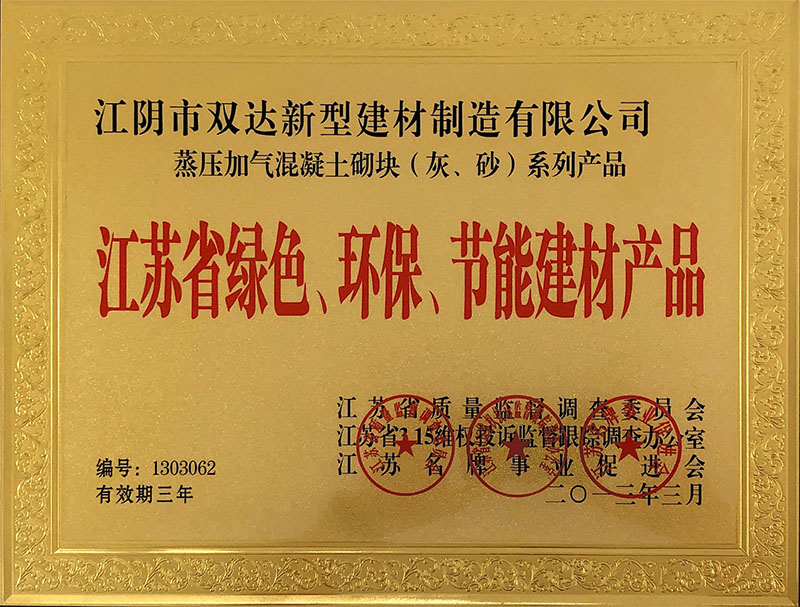 江阴市双达新型建材制造有限公司
蒸压加气混凝土砌块（灰、砂）系列产品
江苏省绿色、环保、节能建材产品
江苏省质量监督调查委员会
江苏省3.15维权投诉监督跟踪调查办公室
江苏名牌事业促进会
编号：1303062
有效期三年
二〇一三年三月